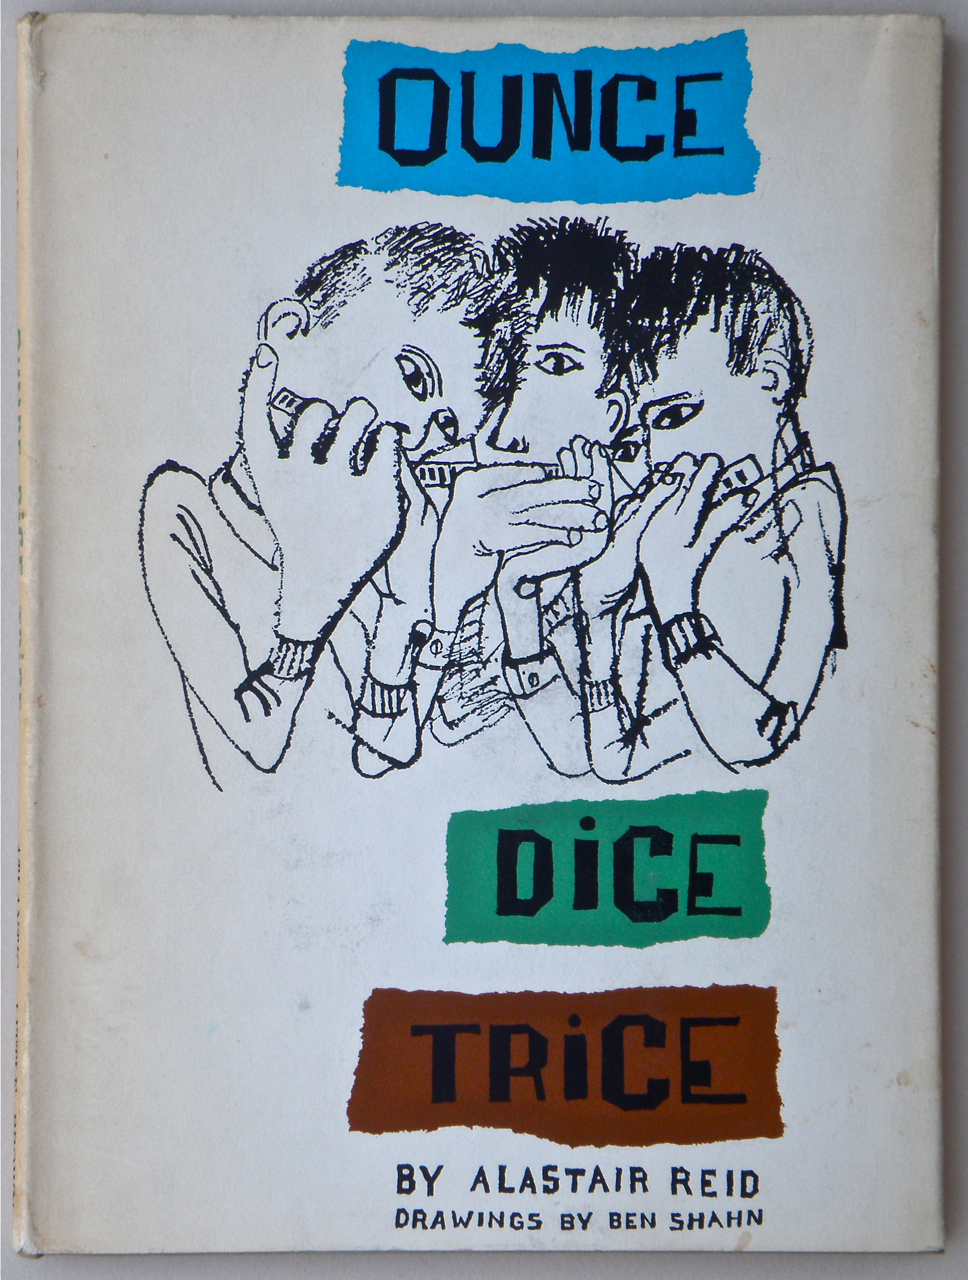 OUNCE
DiCE
TRiCE
BY ALASTAIR REID
DRAWINGS BY BEN SHAHN